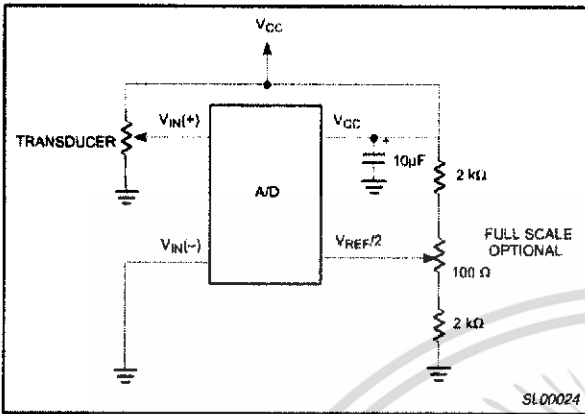 VCC
VIN(+)
VCC
+
TRANSDUCER
10µF
2 kΩ
A/D
VIN(–)
VREF/2
FULL SCALE
OPTIONAL
100 Ω
2 kΩ
SL00024